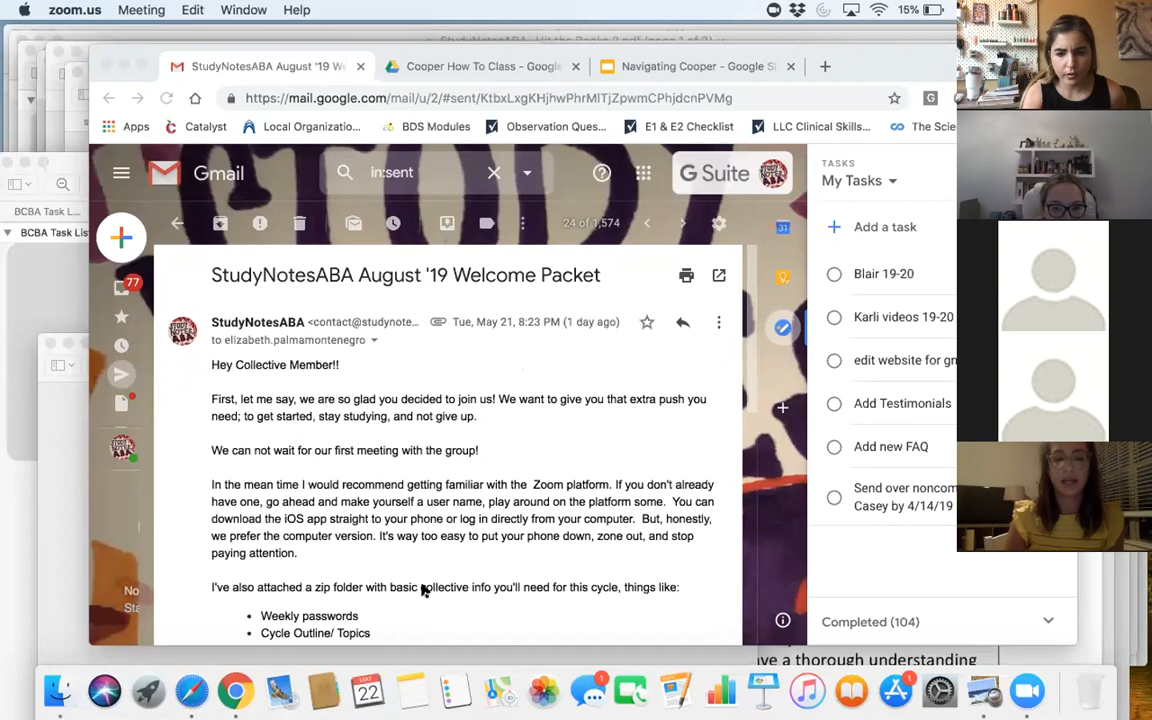 zoom.us Meeting Edit Window Help 15%
StudyNotesABA August '19 W
Cooper How To Class - Google
Navigating Cooper - Google Sl
https://mail.google.com/mail/u/2/#sent/KtbxLxgKHjhwPhrMlTjZpwmCPhjdcnPVMg
Apps Catalyst Local Organizatio... BDS Modules Observation Ques... E1 & E2 Checklist LLC Clinical Skills... The Scie
Gmail
in:sent
G Suite
24 of 1,574
77
StudyNotesABA August '19 Welcome Packet
StudyNotesABA <contact@studynote... Tue, May 21, 8:23 PM (1 day ago)
to elizabeth.palmamontenegro
Hey Collective Member!!
First, let me say, we are so glad you decided to join us! We want to give you that extra push you
need; to get started, stay studying, and not give up.
We can not wait for our first meeting with the group!
In the mean time I would recommend getting familiar with the Zoom platform. If you don't already
have one, go ahead and make yourself a user name, play around on the platform some. You can
download the iOS app straight to your phone or log in directly from your computer. But, honestly,
we prefer the computer version. It's way too easy to put your phone down, zone out, and stop
paying attention.
I've also attached a zip folder with basic collective info you'll need for this cycle, things like:
• Weekly passwords
• Cycle Outline/ Topics
TASKS
My Tasks
Add a task
Blair 19-20
Karli videos 19-20
edit website for gr
Add Testimonials
Add new FAQ
Send over noncom
Casey by 4/14/19
Completed (104)
BCBA Task L...
BCBA Task List
No
Sta
ve a thorough understanding
MAY
22
1
1